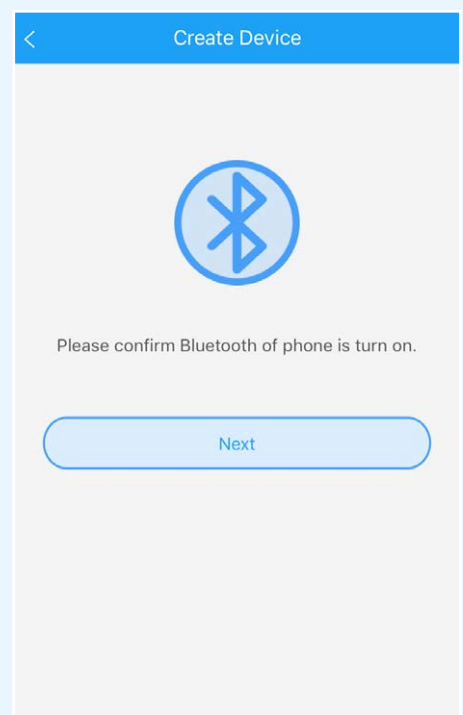 Create Device
Please confirm Bluetooth of phone is turn on.
Next